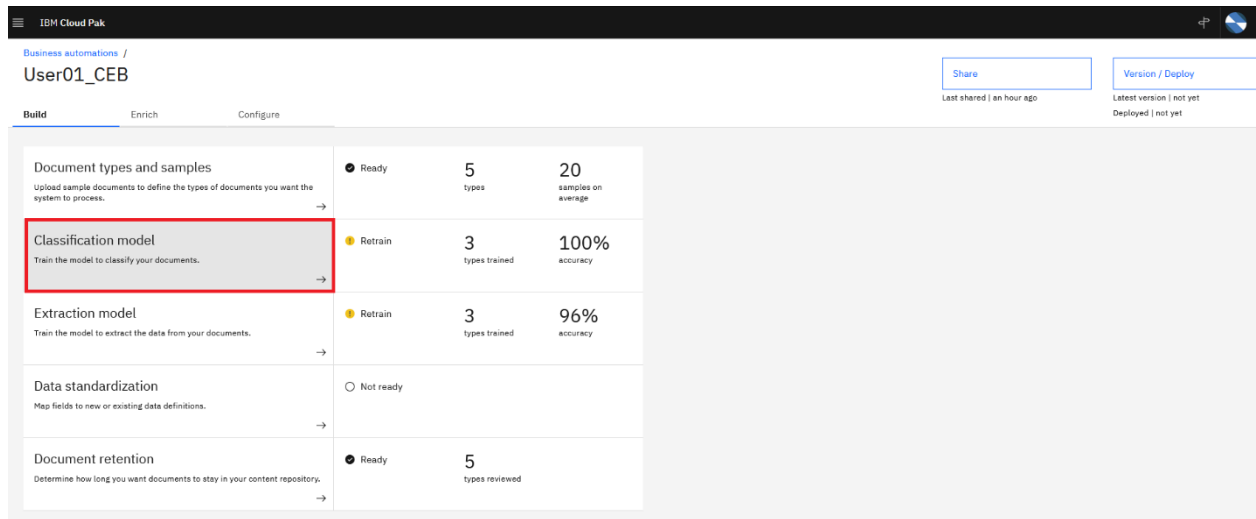 IBM Cloud Pak
Business automations /
User01_CEB
Share
Last shared | an hour ago
Version / Deploy
Latest version | not yet
Deployed | not yet
Build
Enrich
Configure
Document types and samples
Upload sample documents to define the types of documents you want the
system to process.
Ready
5
types
20
samples on
average
Classification model
Train the model to classify your documents.
Retrain
3
types trained
100%
accuracy
Extraction model
Train the model to extract the data from your documents.
Retrain
3
types trained
96%
accuracy
Data standardization
Map fields to new or existing data definitions.
Not ready
Document retention
Determine how long you want documents to stay in your content repository.
Ready
5
types reviewed